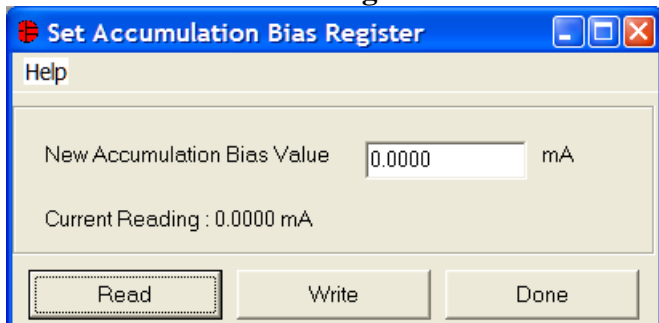 Set Accumulation Bias Register
Help
New Accumulation Bias Value 0.0000 mA
Current Reading : 0.0000 mA
Read Write Done